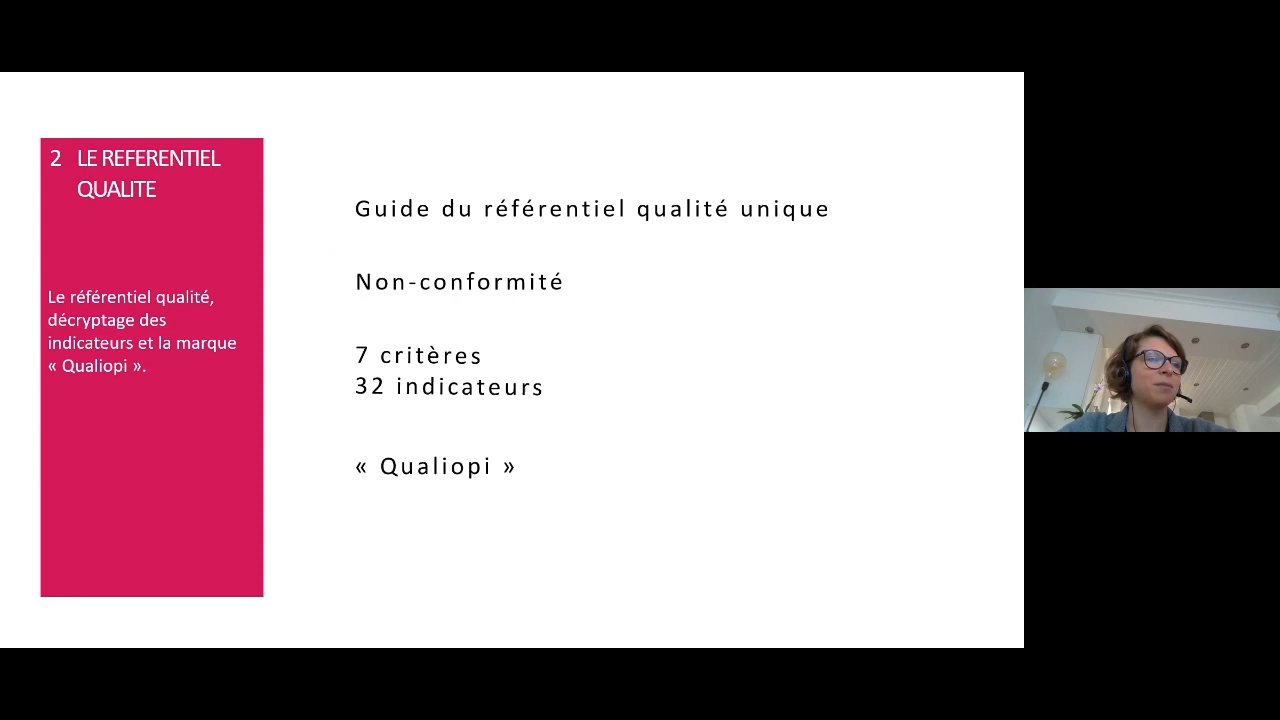 2 LE REFERENTIEL
QUALITE
Le référentiel qualité,
décryptage des
indicateurs et la marque
« Qualiopi ».
Guide du référentiel qualité unique
Non-conformité
7 critères
32 indicateurs
« Qualiopi »